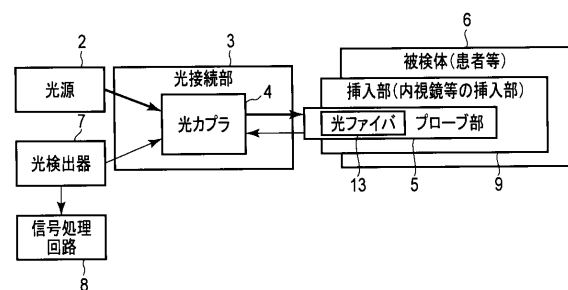 2
3
6
被検体(患者等)
光源
光接続部
4
挿入部(内視鏡等の挿入部)
7
光カプラ
光ファイバ
プローブ部
光検出器
13
5
9
信号処理
回路
8